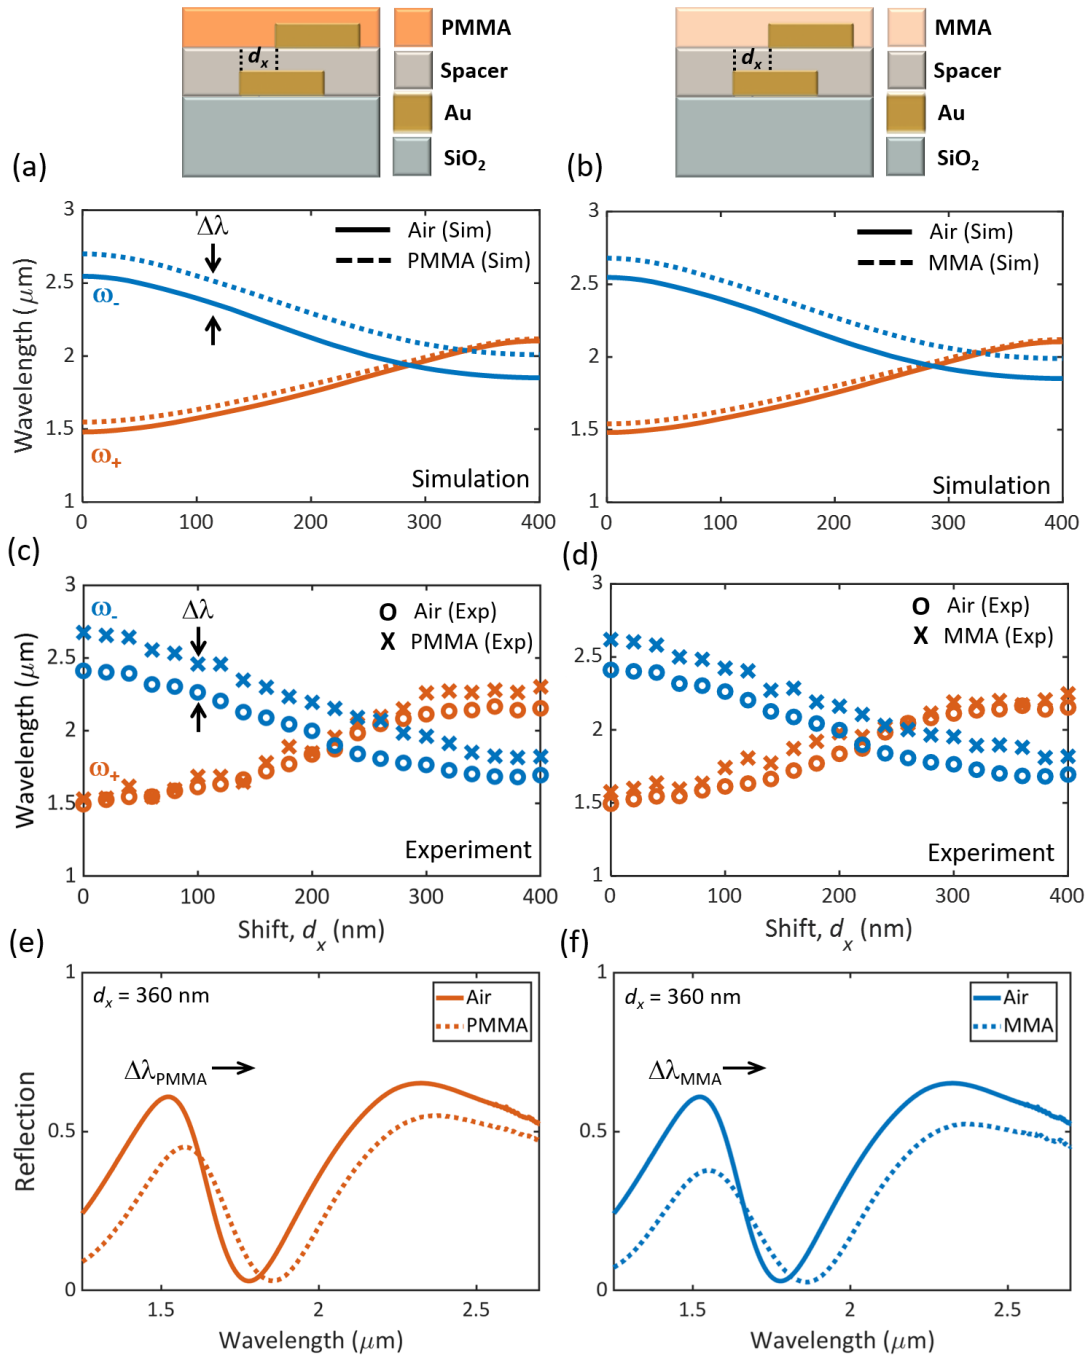 PMMA
d_x
Spacer
Au
SiO₂
(a)
MMA
d_x
Spacer
Au
SiO₂
(b)
3
2.5
2
1.5
1
Wavelength (μm)
Δλ
Air (Sim)
PMMA (Sim)
ω₋
ω₊
Simulation
0 100 200 300 400
3
2.5
2
1.5
1
Air (Sim)
MMA (Sim)
Simulation
0 100 200 300 400
(c)
3
2.5
2
1.5
1
Wavelength (μm)
ω₋
Δλ
Air (Exp)
PMMA (Exp)
ω₊
Experiment
0 100 200 300 400
Shift, d_x (nm)
(d)
3
2.5
2
1.5
1
Air (Exp)
MMA (Exp)
Experiment
0 100 200 300 400
Shift, d_x (nm)
(e)
1
0.5
0
Reflection
d_x = 360 nm
Air
PMMA
Δλ_PMMA
1.5 2 2.5
Wavelength (μm)
(f)
1
0.5
0
d_x = 360 nm
Air
MMA
Δλ_MMA
1.5 2 2.5
Wavelength (μm)